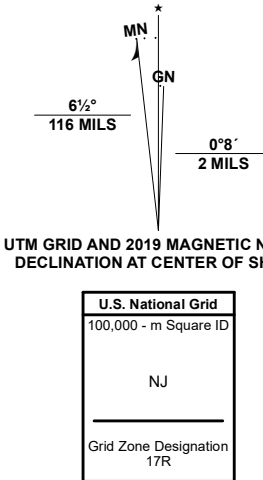 ★
MN
GN
6½°
116 MILS
0°8´
2 MILS
UTM GRID AND 2019 MAGNETIC N
DECLINATION AT CENTER OF SH
U.S. National Grid
100,000 - m Square ID
NJ
Grid Zone Designation
17R